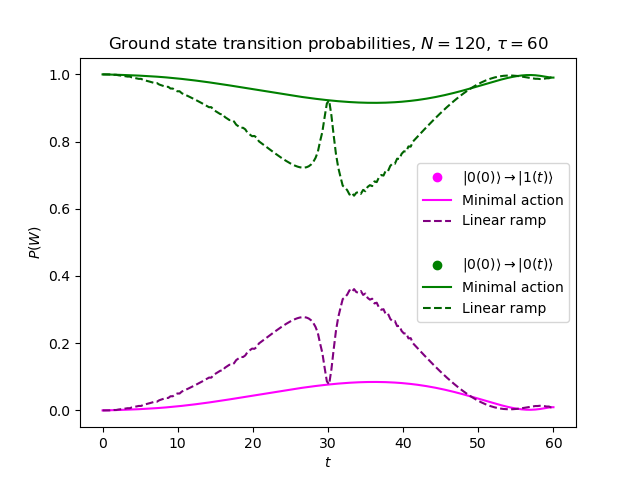 Ground state transition probabilities, $N = 120$, $\tau = 60$
P(W)
1.0
0.8
0.6
0.4
0.2
0.0
|0(0)⟩→|1(t)⟩
Minimal action
Linear ramp
|0(0)⟩→|0(t)⟩
Minimal action
Linear ramp
0 10 20 30 40 50 60
t